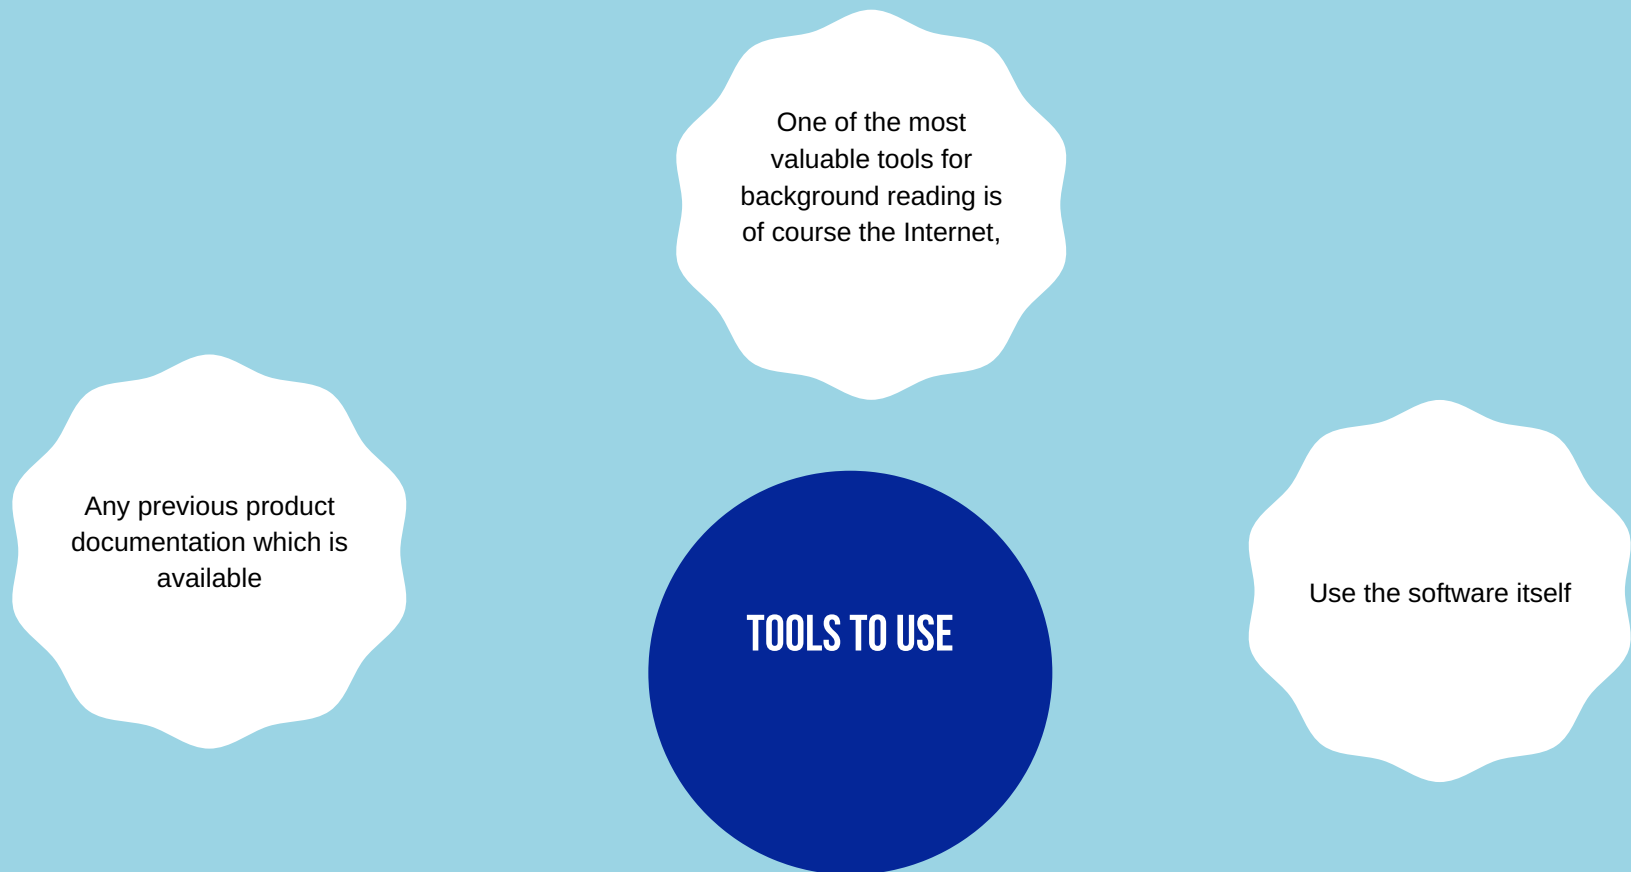 One of the most
valuable tools for
background reading is
of course the Internet,
Any previous product
documentation which is
available
TOOLS TO USE
Use the software itself